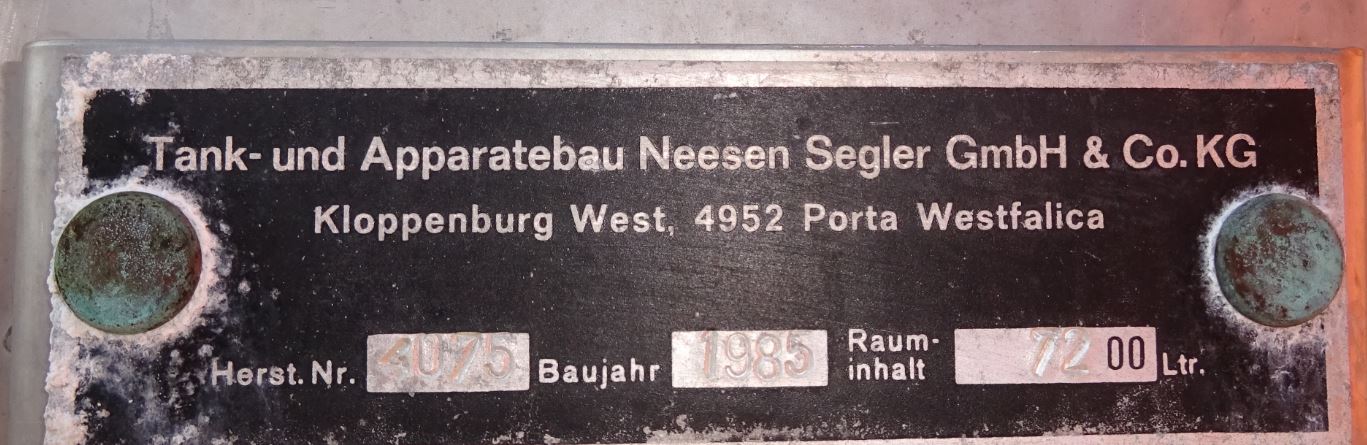 Tank- und Apparatebau Neesen Segler GmbH & Co. KG
Kloppenburg West, 4952 Porta Westfalica
Herst. Nr. 4075 Baujahr 1985 Raum-
inhalt 7200 Ltr.